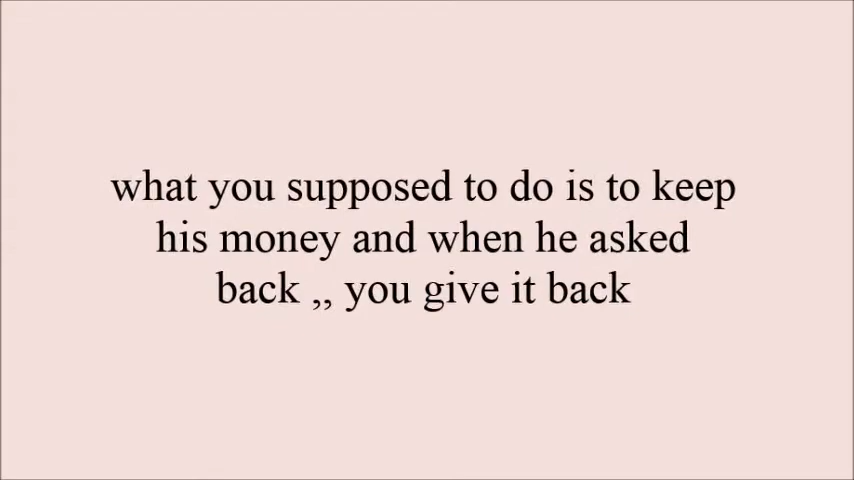 what you supposed to do is to keep
his money and when he asked
back ,, you give it back